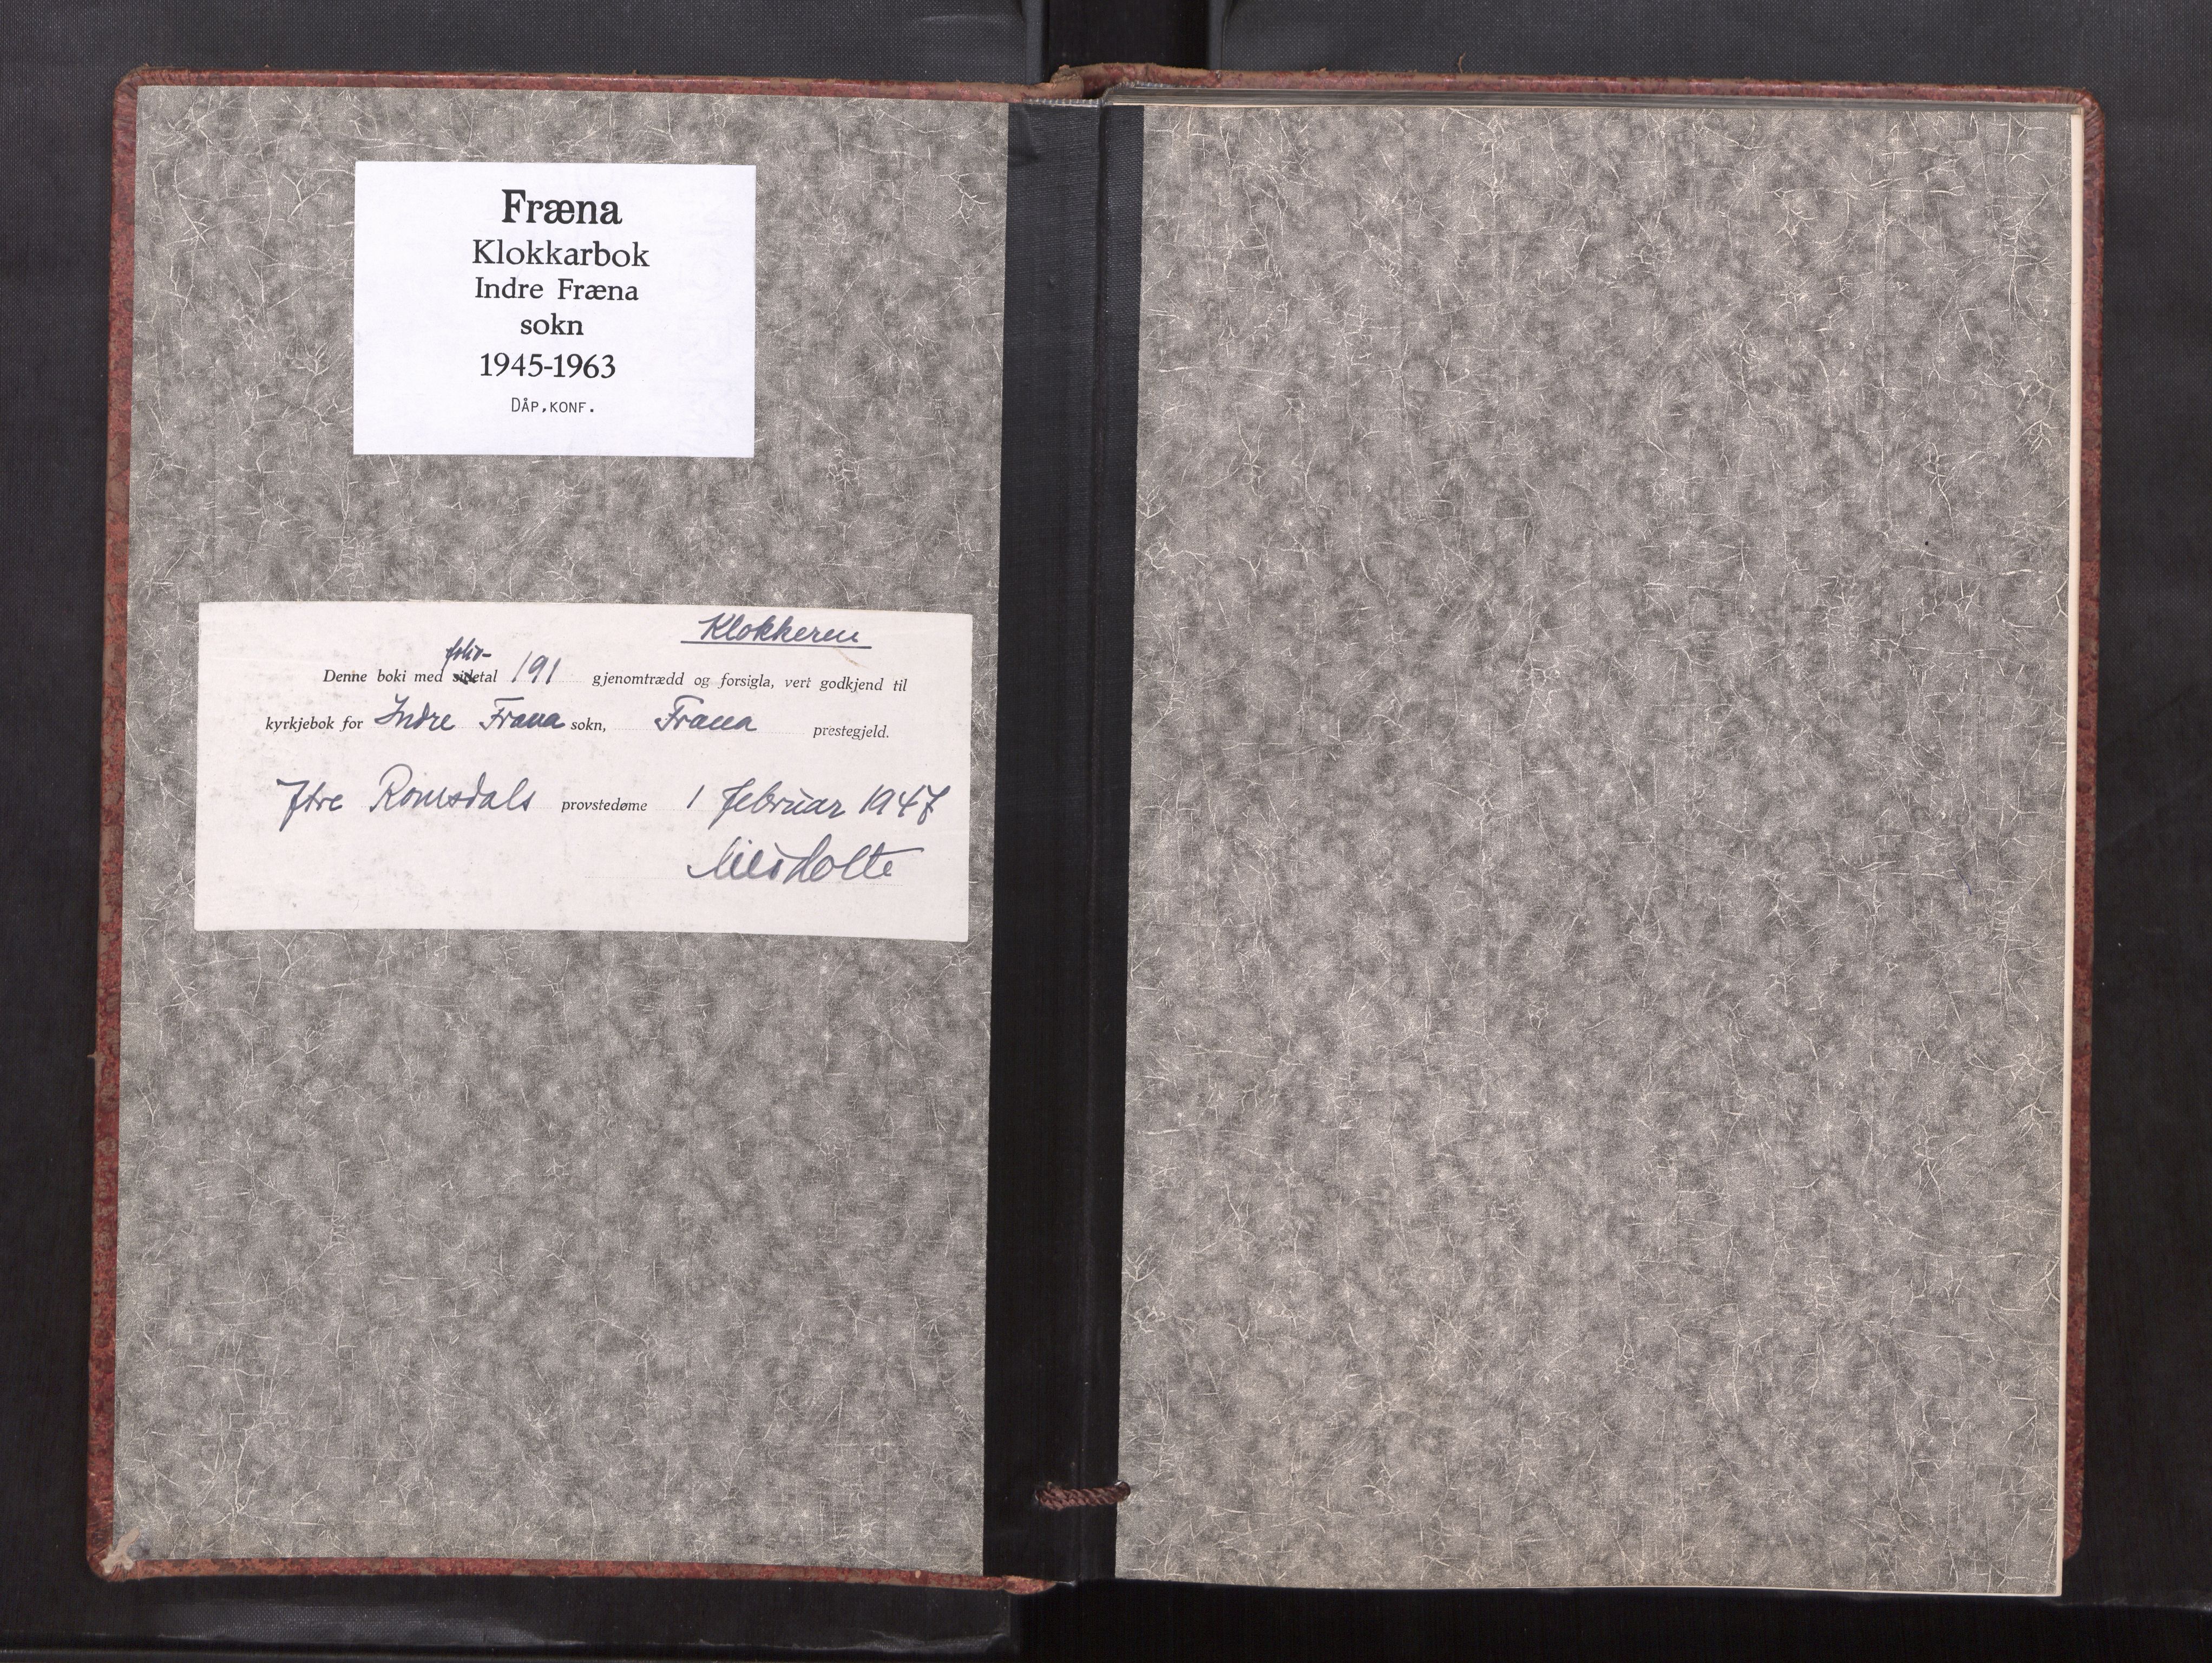 Fræna
Klokkarbok
Indre Fræna
sokn
1945-1963
DÅP,KONF.
Klokkeren
folio-
Denne boki med sidetal 191 gjenomtrædd og forsigla, vert godkjend til
kyrkjebok for Indre Fræna sokn, Fræna prestegjeld.
Ytre Romsdals provstedøme 1 februar 1947